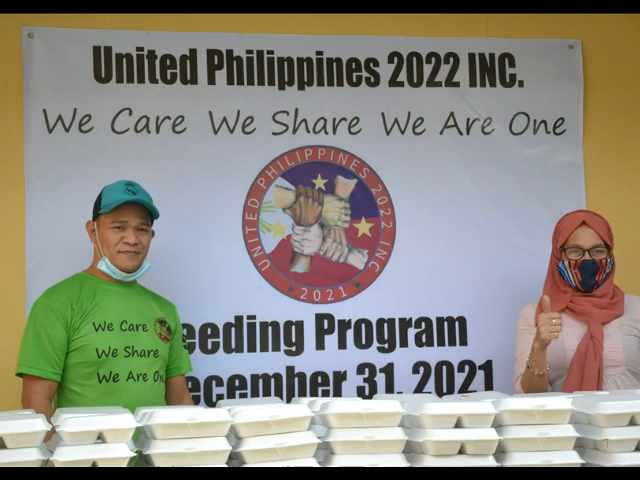 United Philippines 2022 INC.
We Care We Share We Are One
UNITED PHILIPPINES 2022 INC
2021
eeding Program
ecember 31, 2021
We Care
We Share
We Are One